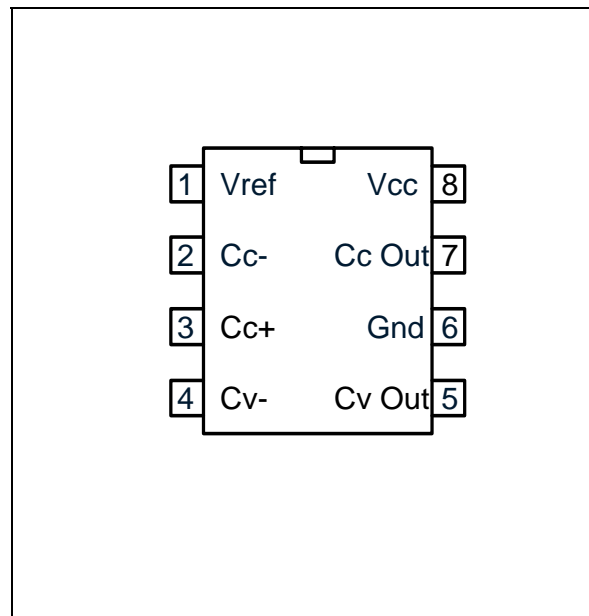 1 Vref Vcc 8
2 Cc- Cc Out 7
3 Cc+ Gnd 6
4 Cv- Cv Out 5